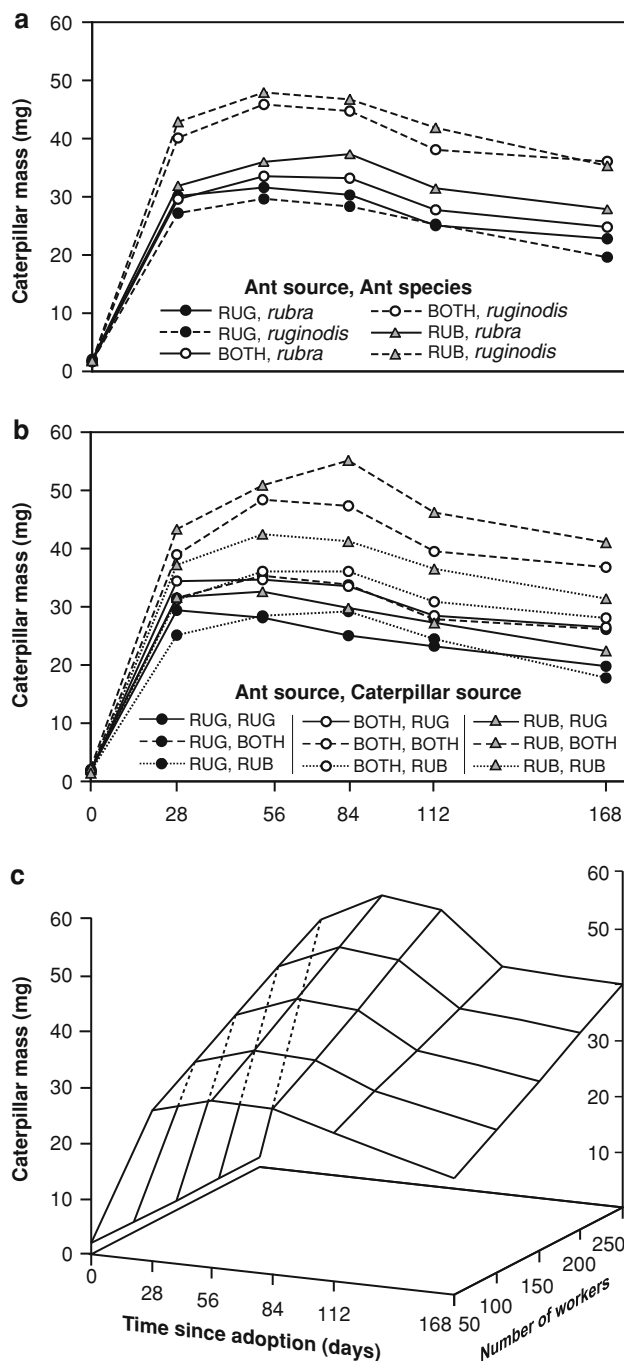 a
60
50
40
30
20
10
0
Caterpillar mass (mg)
Ant source, Ant species
RUG, rubra
RUG, ruginodis
BOTH, rubra
BOTH, ruginodis
RUB, rubra
RUB, ruginodis
b
60
50
40
30
20
10
0
Caterpillar mass (mg)
Ant source, Caterpillar source
RUG, RUG
RUG, BOTH
RUG, RUB
BOTH, RUG
BOTH, BOTH
BOTH, RUB
RUB, RUG
RUB, BOTH
RUB, RUB
0 28 56 84 112 168
c
60
50
40
30
20
10
0
Caterpillar mass (mg)
60
50
30
20
10
0
28
56
84
112
168
Time since adoption (days)
50
100
150
200
250
Number of workers